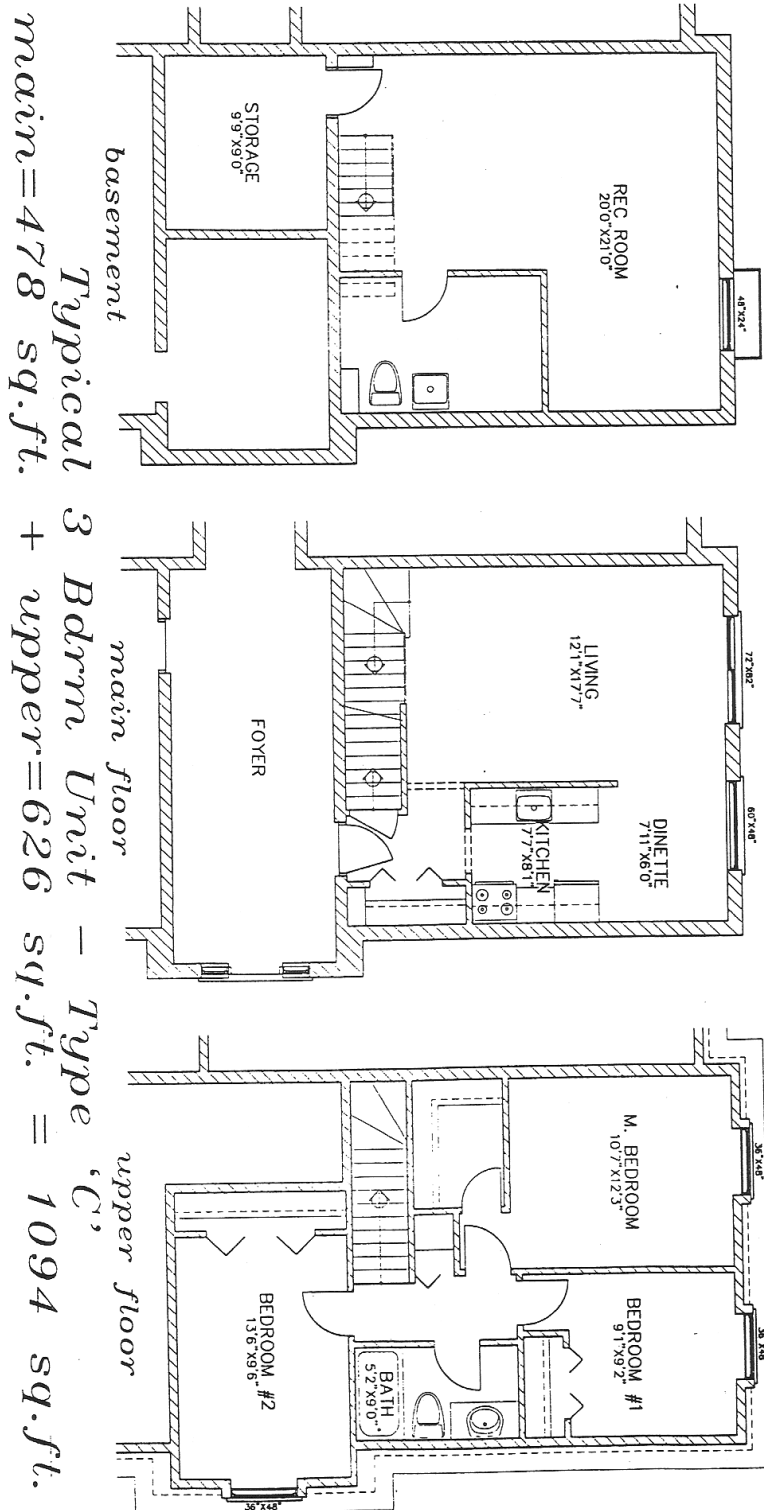 48"X24"
REC ROOM
20'0"X21'0"
STORAGE
9'9"X9'0"
basement
72"X82"
60"X48"
LIVING
12'1"X17'7"
DINETTE
7'11"X6'0"
KITCHEN
7'7"X8'1"
FOYER
main floor
36"X48"
36"X48"
M. BEDROOM
10'7"X12'3"
BEDROOM #1
9'1"X9'2"
BATH
5'2"X9'0"
BEDROOM #2
13'6"X9'6"
36"X48"
upper floor
Typical 3 Bdrm Unit - Type 'C'
main=478 sq.ft. + upper=626 sq.ft. = 1094 sq.ft.